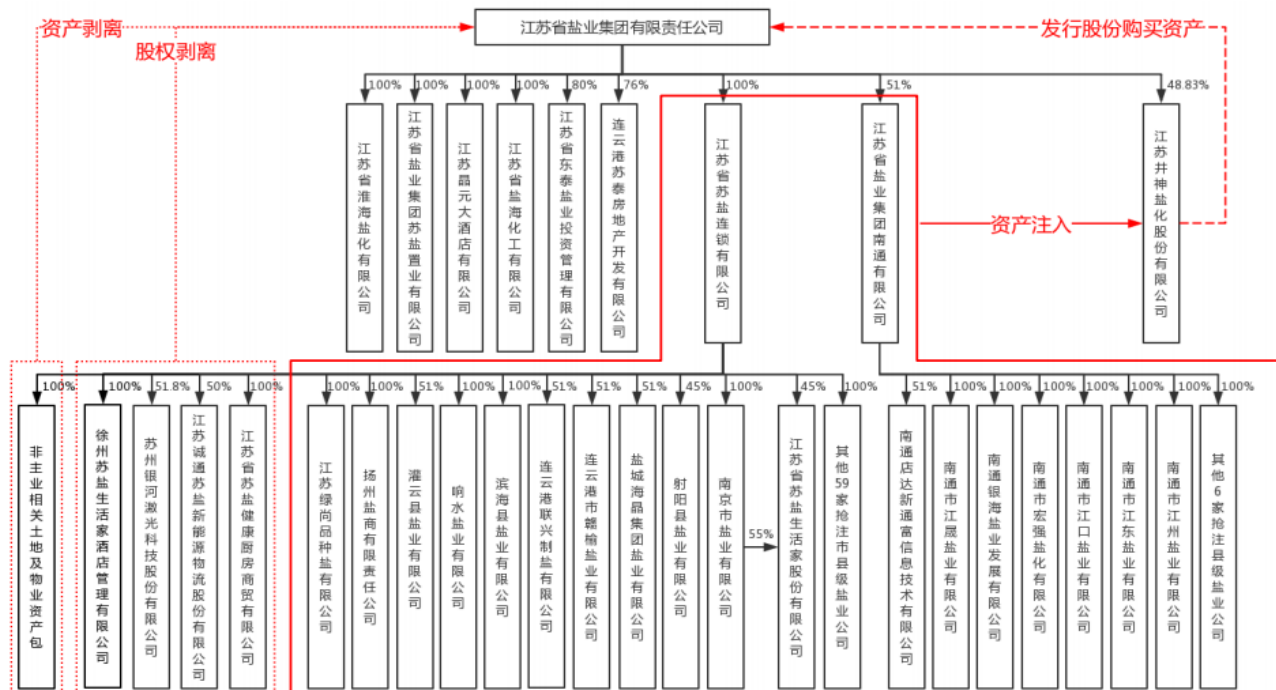 资产剥离
股权剥离
江苏省盐业集团有限责任公司
发行股份购买资产
100%
100%
100%
100%
80%
76%
100%
51%
48.83%
江苏省淮海盐化有限公司
江苏省盐业集团苏盐置业有限公司
江苏晶元大酒店有限公司
江苏省盐海化工有限公司
江苏省东泰盐业投资管理有限公司
连云港苏泰房地产开发有限公司
江苏省苏盐连锁有限公司
江苏省盐业集团南通有限公司
江苏井神盐化股份有限公司
资产注入
100%
100%
51.8%
50%
100%
100%
100%
51%
100%
100%
51%
51%
51%
45%
100%
45%
100%
51%
100%
100%
100%
100%
100%
100%
100%
非主业相关土地及物业资产包
徐州苏盐生活家酒店管理有限公司
苏州银河激光科技股份有限公司
江苏诚通苏盐新能源物流股份有限公司
江苏省苏盐健康厨房商贸有限公司
江苏绿尚品种盐有限公司
扬州盐商有限责任公司
灌云县盐业有限公司
响水盐业有限公司
滨海县盐业有限公司
连云港联兴制盐有限公司
连云港市赣榆盐业有限公司
盐城海晶集团盐业有限公司
射阳县盐业有限公司
南京市盐业有限公司
55%
江苏省苏盐生活家股份有限公司
其他59家抢注市县级盐业公司
南通店达新通富信息技术有限公司
南通市江晟盐业有限公司
南通银海盐业发展有限公司
南通市宏强盐化有限公司
南通市江口盐业有限公司
南通市江东盐业有限公司
南通市江州盐业有限公司
其他6家抢注县级盐业公司